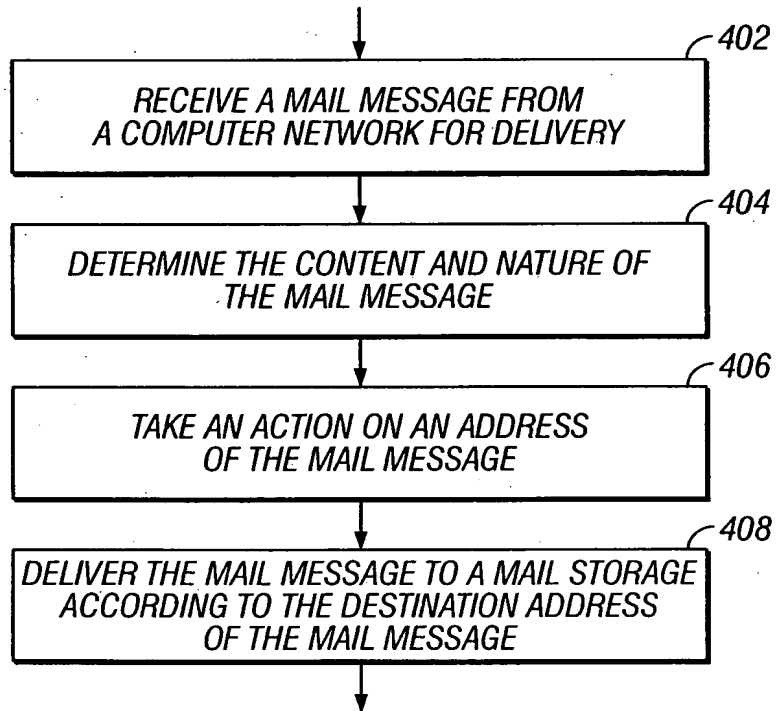 402
RECEIVE A MAIL MESSAGE FROM
A COMPUTER NETWORK FOR DELIVERY
404
DETERMINE THE CONTENT AND NATURE OF
THE MAIL MESSAGE
406
TAKE AN ACTION ON AN ADDRESS
OF THE MAIL MESSAGE
408
DELIVER THE MAIL MESSAGE TO A MAIL STORAGE
ACCORDING TO THE DESTINATION ADDRESS
OF THE MAIL MESSAGE